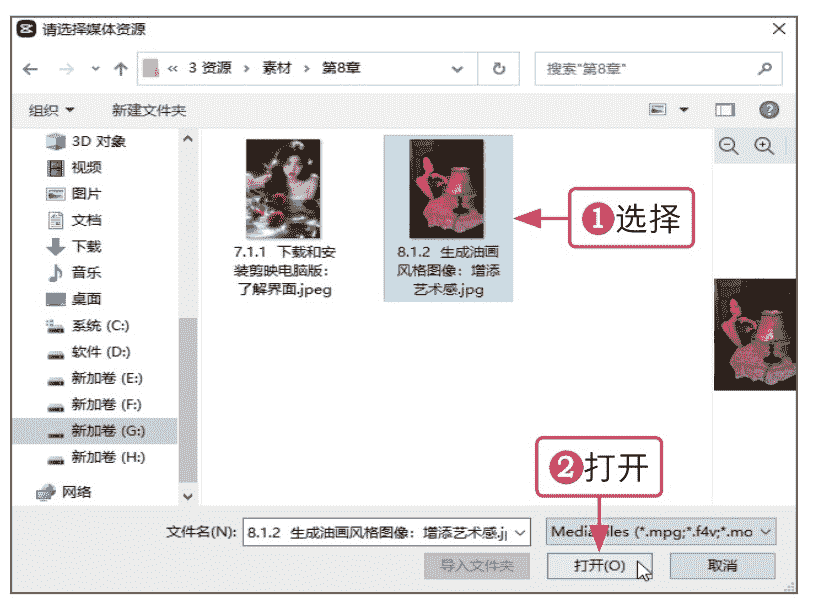 请选择媒体资源
« 3 资源 › 素材 › 第8章
搜索"第8章"
组织
新建文件夹
3D 对象
视频
图片
文档
下载
音乐
桌面
系统 (C:)
软件 (D:)
新加卷 (E:)
新加卷 (F:)
新加卷 (G:)
新加卷 (H:)
网络
7.1.1 下载和安
装剪映电脑版：
了解界面.jpeg
8.1.2 生成油画
风格图像：增添
艺术感.jpg
1选择
2打开
文件名(N):
8.1.2 生成油画风格图像：增添艺术感.j
Media files (*.mpg;*.f4v;*.mo
导入文件夹
打开(O)
取消